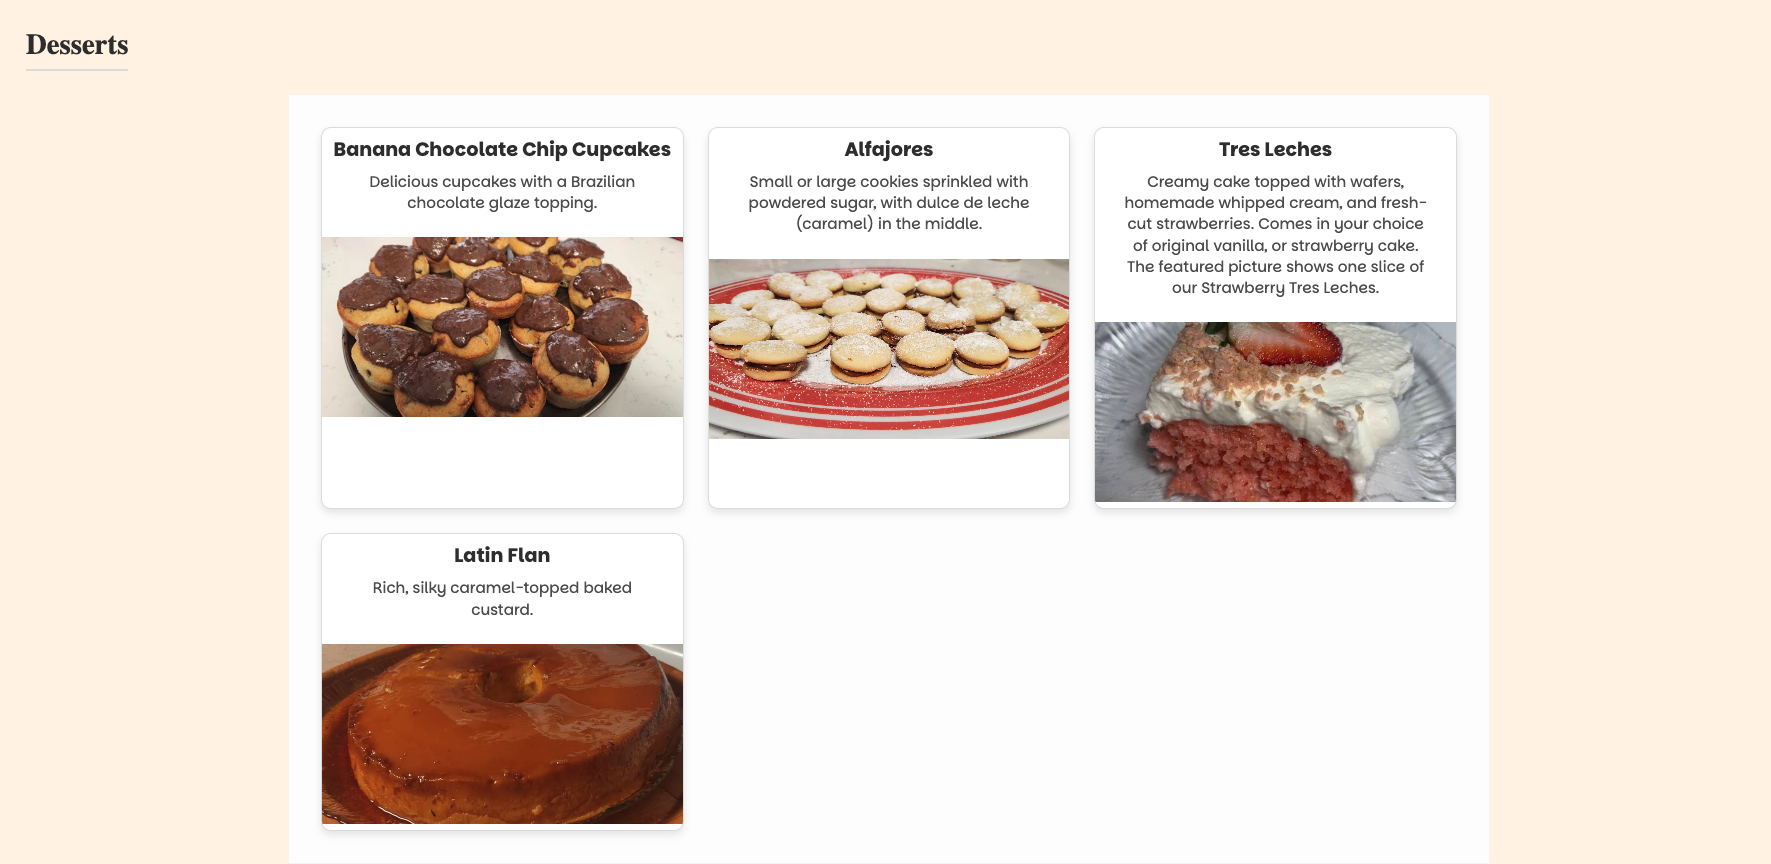 Desserts
Banana Chocolate Chip Cupcakes
Delicious cupcakes with a Brazilian
chocolate glaze topping.
Alfajores
Small or large cookies sprinkled with
powdered sugar, with dulce de leche
(caramel) in the middle.
Tres Leches
Creamy cake topped with wafers,
homemade whipped cream, and fresh-
cut strawberries. Comes in your choice
of original vanilla, or strawberry cake.
The featured picture shows one slice of
our Strawberry Tres Leches.
Latin Flan
Rich, silky caramel-topped baked
custard.